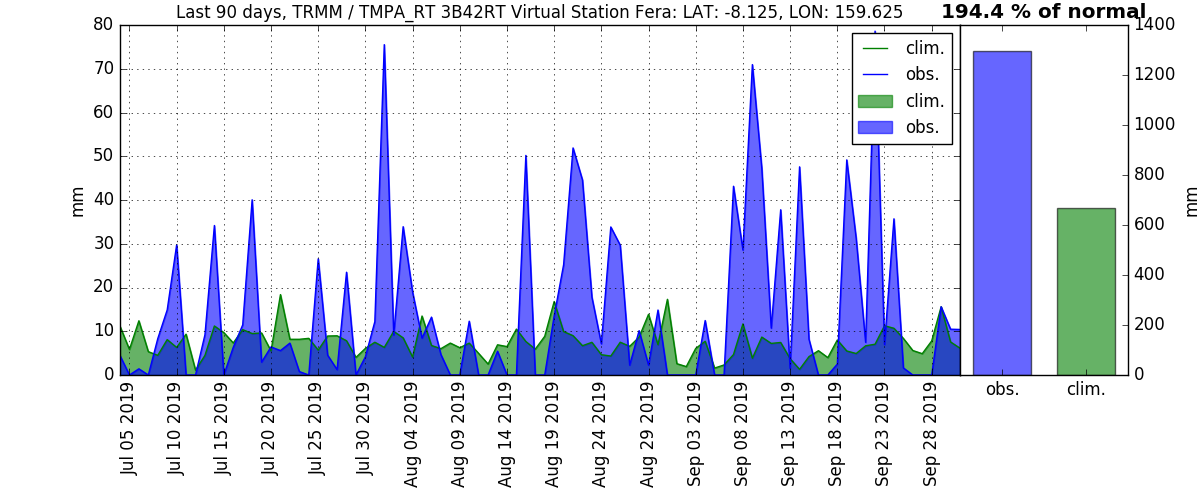 Last 90 days, TRMM / TMPA_RT 3B42RT Virtual Station Fera: LAT: -8.125, LON: 159.625
194.4 % of normal
80
70
60
50
40
30
20
10
0
mm
clim.
obs.
clim.
obs.
1400
1200
1000
800
600
400
200
0
mm
obs.
clim.
Jul 05 2019
Jul 10 2019
Jul 15 2019
Jul 20 2019
Jul 25 2019
Jul 30 2019
Aug 04 2019
Aug 09 2019
Aug 14 2019
Aug 19 2019
Aug 24 2019
Aug 29 2019
Sep 03 2019
Sep 08 2019
Sep 13 2019
Sep 18 2019
Sep 23 2019
Sep 28 2019